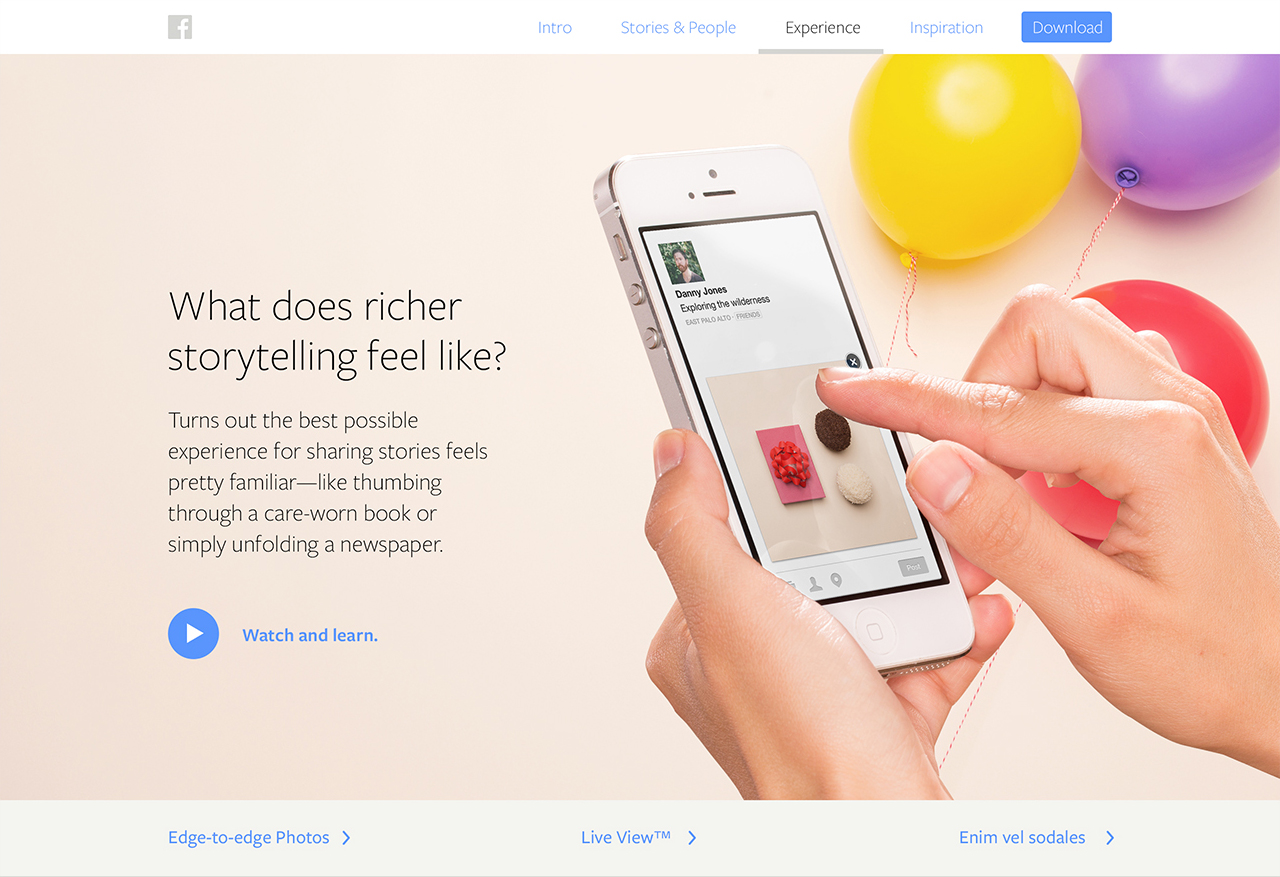 Intro
Stories & People
Experience
Inspiration
Download
What does richer
storytelling feel like?
Turns out the best possible
experience for sharing stories feels
pretty familiar—like thumbing
through a care-worn book or
simply unfolding a newspaper.
Watch and learn.
Danny Jones
Exploring the wilderness
EAST PALO ALTO · FRIENDS
Post
Edge-to-edge Photos
Live View™
Enim vel sodales